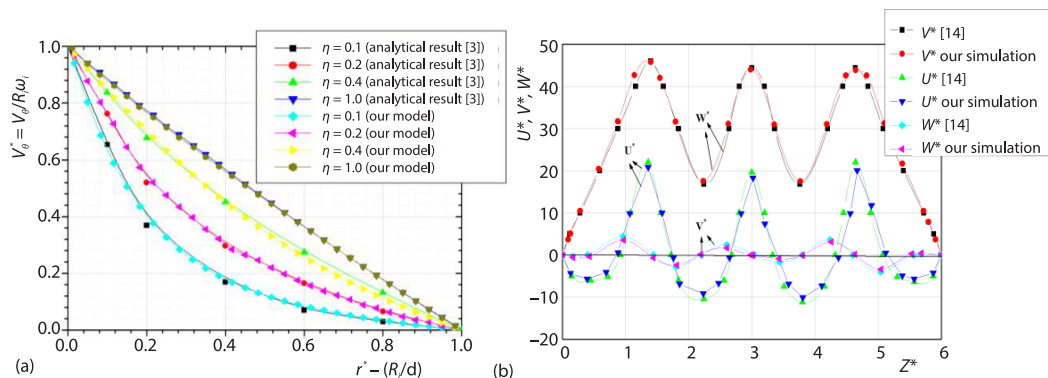 1.0
0.8
0.6
0.4
0.2
0.0
V*θ = Vθ/Riωi
0.0 0.2 0.4 0.6 0.8 1.0
r* – (Ri/d)
(a)
η = 0.1 (analytical result [3])
η = 0.2 (analytical result [3])
η = 0.4 (analytical result [3])
η = 1.0 (analytical result [3])
η = 0.1 (our model)
η = 0.2 (our model)
η = 0.4 (our model)
η = 1.0 (our model)
V* [14]
V* our simulation
U* [14]
U* our simulation
W* [14]
W* our simulation
50
40
30
20
10
0
–10
–20
U*, V*, W*
W*
U*
V*
0 1 2 3 4 5 6
Z*
(b)